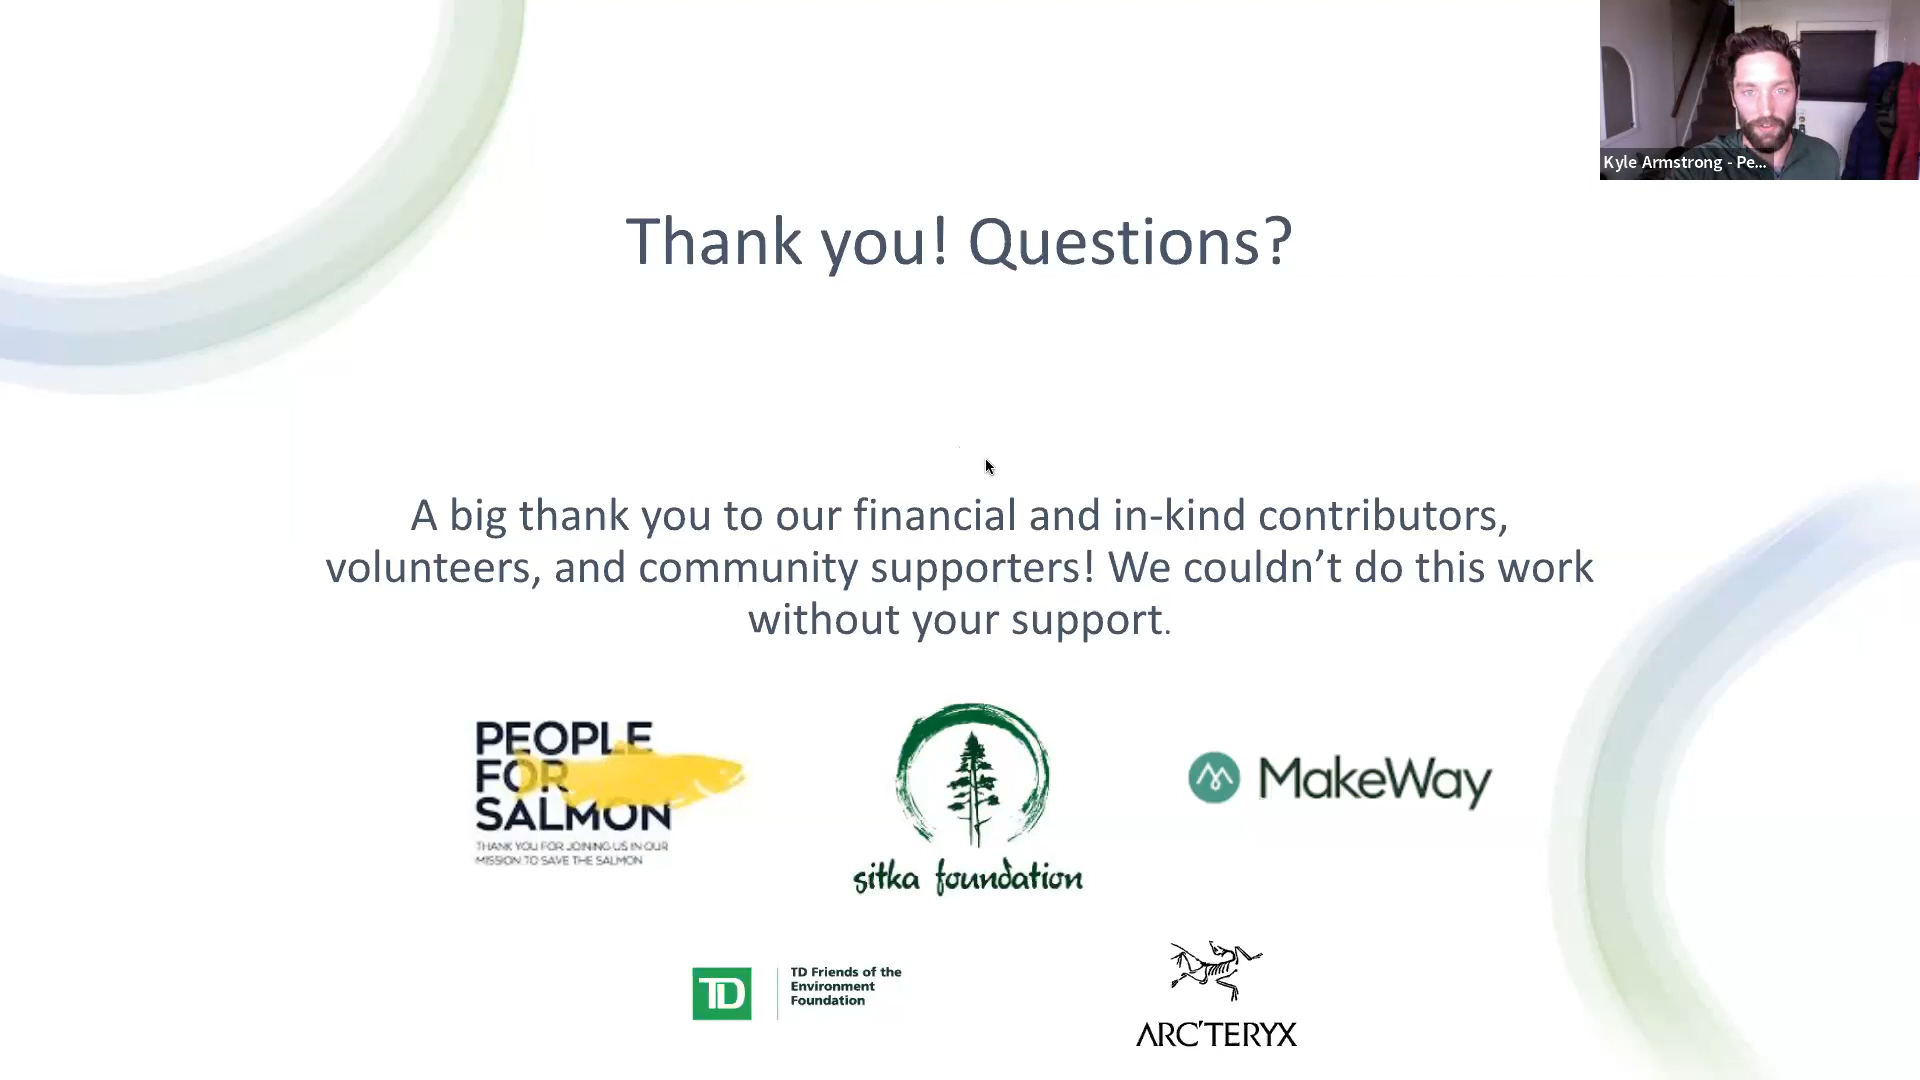 Kyle Armstrong - Pe...
Thank you! Questions?
A big thank you to our financial and in-kind contributors,
volunteers, and community supporters! We couldn’t do this work
without your support.
PEOPLE
FOR
SALMON
THANK YOU FOR JOINING US IN OUR
MISSION TO SAVE THE SALMON
sitka foundation
MakeWay
TD
TD Friends of the
Environment
Foundation
ARC'TERYX